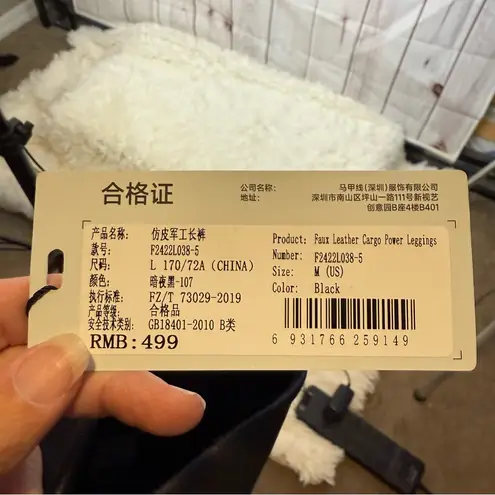 合格证
公司名称: 马甲线(深圳)服饰有限公司
地址: 深圳市南山区坪山一路111号新视艺
创意园B座4楼B401
产品名称: 仿皮军工长裤
款号: F2422L038-5
尺码: L 170/72A (CHINA)
颜色: 暗夜黑-107
执行标准: FZ/T 73029-2019
产品等级: 合格品
安全技术类别: GB18401-2010 B类
RMB: 499
Product: Faux Leather Cargo Power Leggings
Number: F2422L038-5
Size: M (US)
Color: Black
6 931766 259149